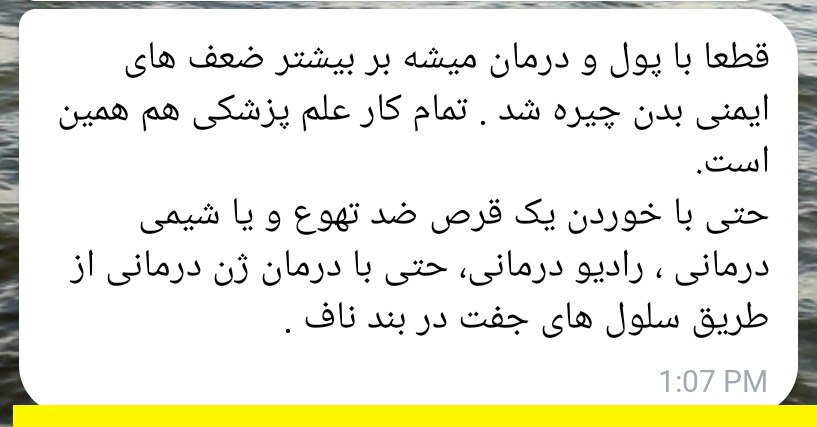 قطعا با پول و درمان میشه بر بیشتر ضعف های
ایمنی بدن چیره شد . تمام کار علم پزشکی هم همین
است.
حتی با خوردن یک قرص ضد تهوع و یا شیمی
درمانی ، رادیو درمانی، حتی با درمان ژن درمانی از
طریق سلول های جفت در بند ناف .
1:07 PM